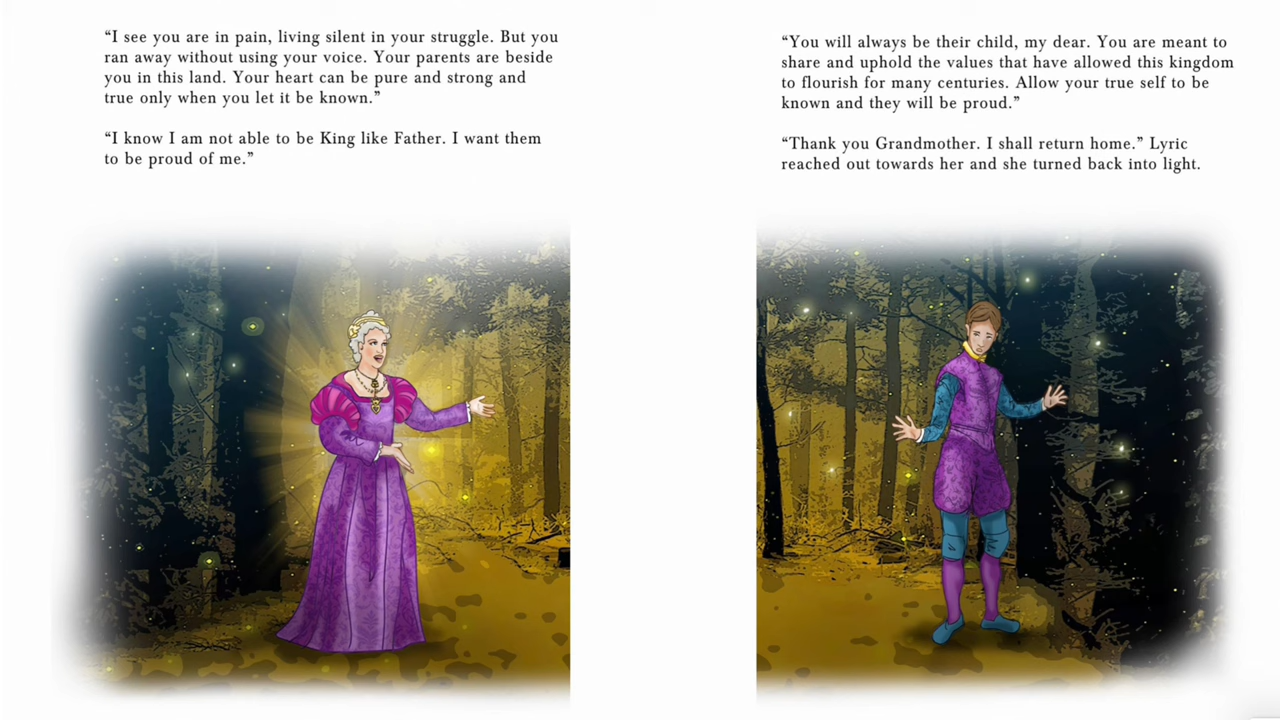 “I see you are in pain, living silent in your struggle. But you
ran away without using your voice. Your parents are beside
you in this land. Your heart can be pure and strong and
true only when you let it be known.”
“I know I am not able to be King like Father. I want them
to be proud of me.”
“You will always be their child, my dear. You are meant to
share and uphold the values that have allowed this kingdom
to flourish for many centuries. Allow your true self to be
known and they will be proud.”
“Thank you Grandmother. I shall return home.” Lyric
reached out towards her and she turned back into light.